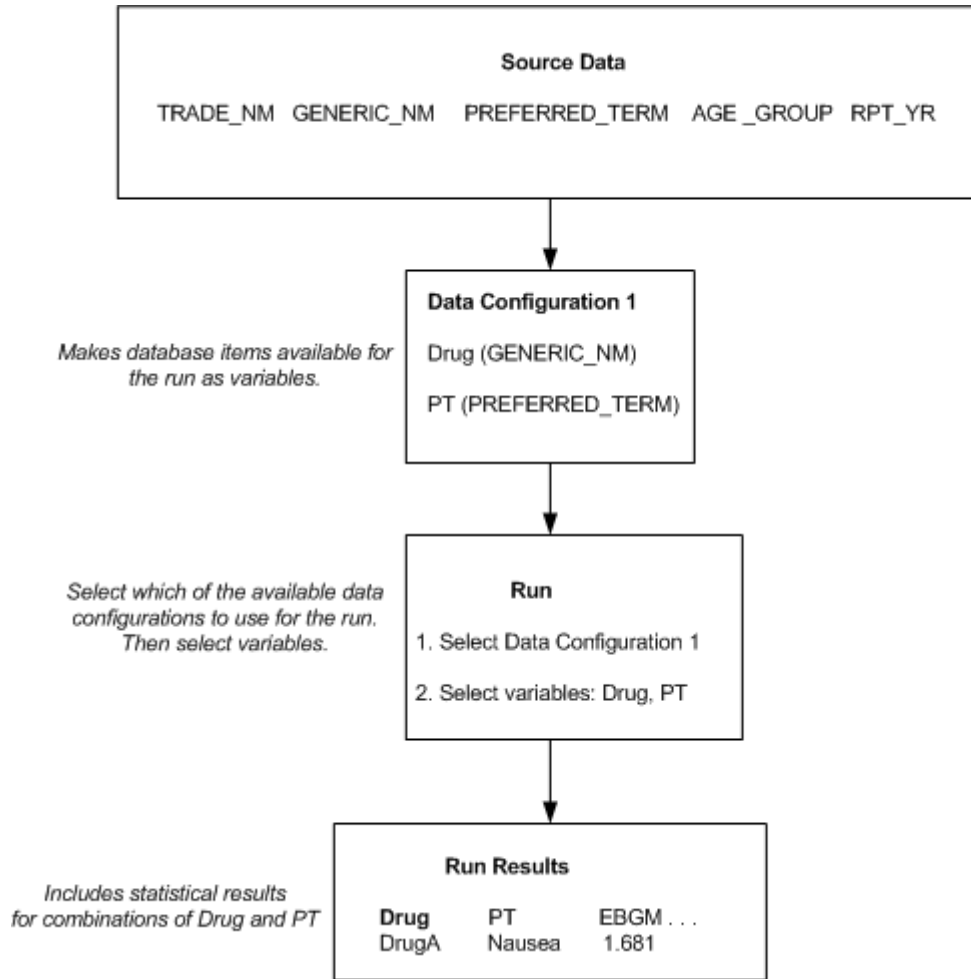 Source Data
TRADE_NM GENERIC_NM PREFERRED_TERM AGE _GROUP RPT_YR
Data Configuration 1
Drug (GENERIC_NM)
PT (PREFERRED_TERM)
Makes database items available for
the run as variables.
Run
1. Select Data Configuration 1
2. Select variables: Drug, PT
Select which of the available data
configurations to use for the run.
Then select variables.
Run Results
Drug PT EBGM . . .
DrugA Nausea 1.681
Includes statistical results
for combinations of Drug and PT